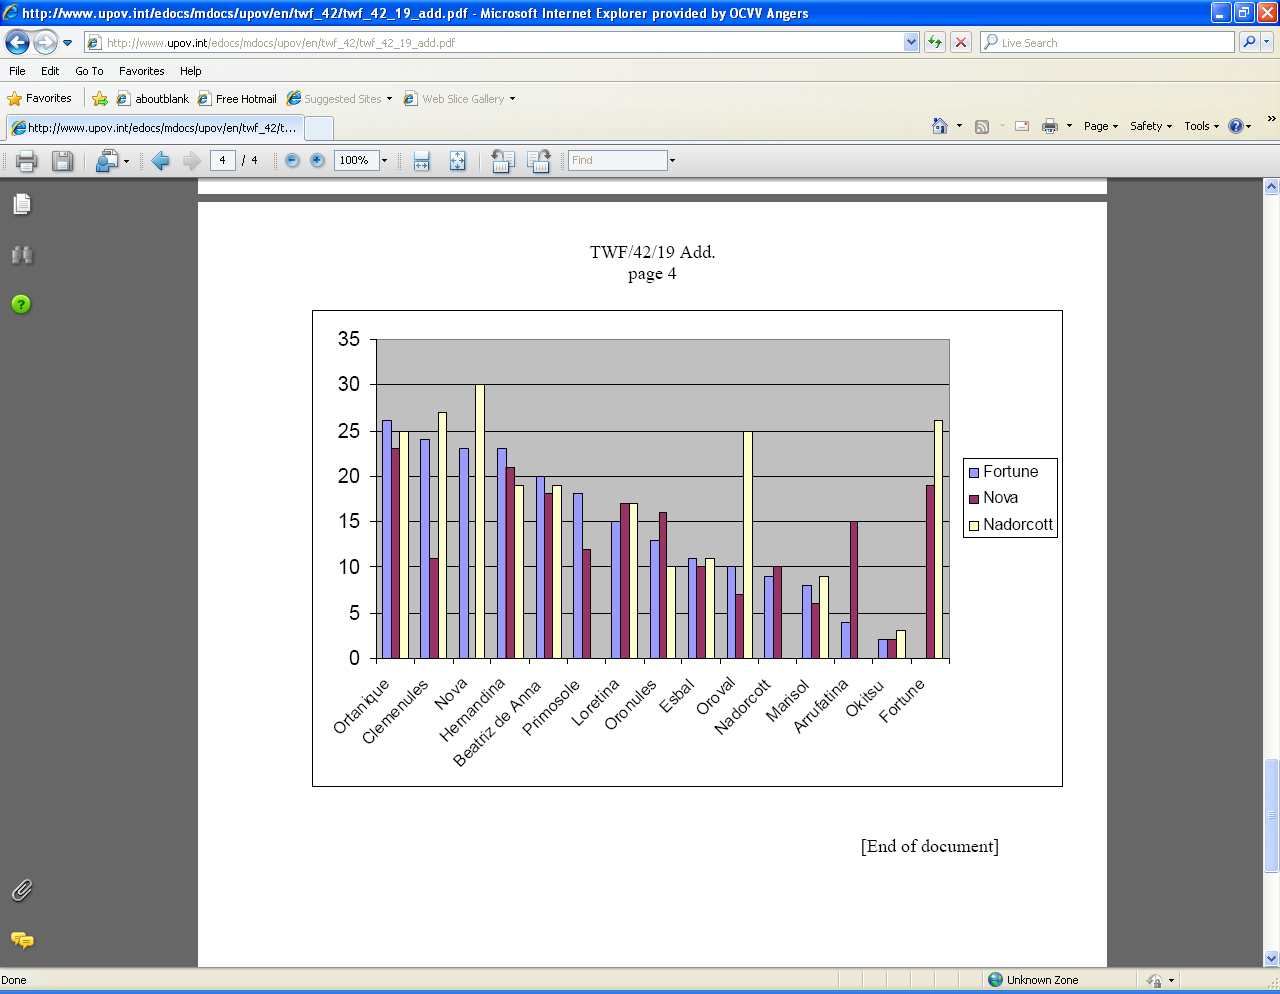 http://www.upov.int/edocs/mdocs/upov/en/twf_42/twf_42_19_add.pdf - Microsoft Internet Explorer provided by OCVV Angers
http://www.upov.int/edocs/mdocs/upov/en/twf_42/twf_42_19_add.pdf
Live Search
File Edit Go To Favorites Help
Favorites aboutblank Free Hotmail Suggested Sites Web Slice Gallery
http://www.upov.int/edocs/mdocs/upov/en/twf_42/t... Page Safety Tools
4 / 4 100% Find
TWF/42/19 Add.
page 4
35
30
25
20
15
10
5
0
Fortune
Nova
Nadorcott
Ortanique
Clemenules
Nova
Hernandina
Beatriz de Anna
Primosole
Loretina
Oronules
Esbal
Oroval
Nadorcott
Marisol
Arrufatina
Okitsu
Fortune
[End of document]
Done Unknown Zone